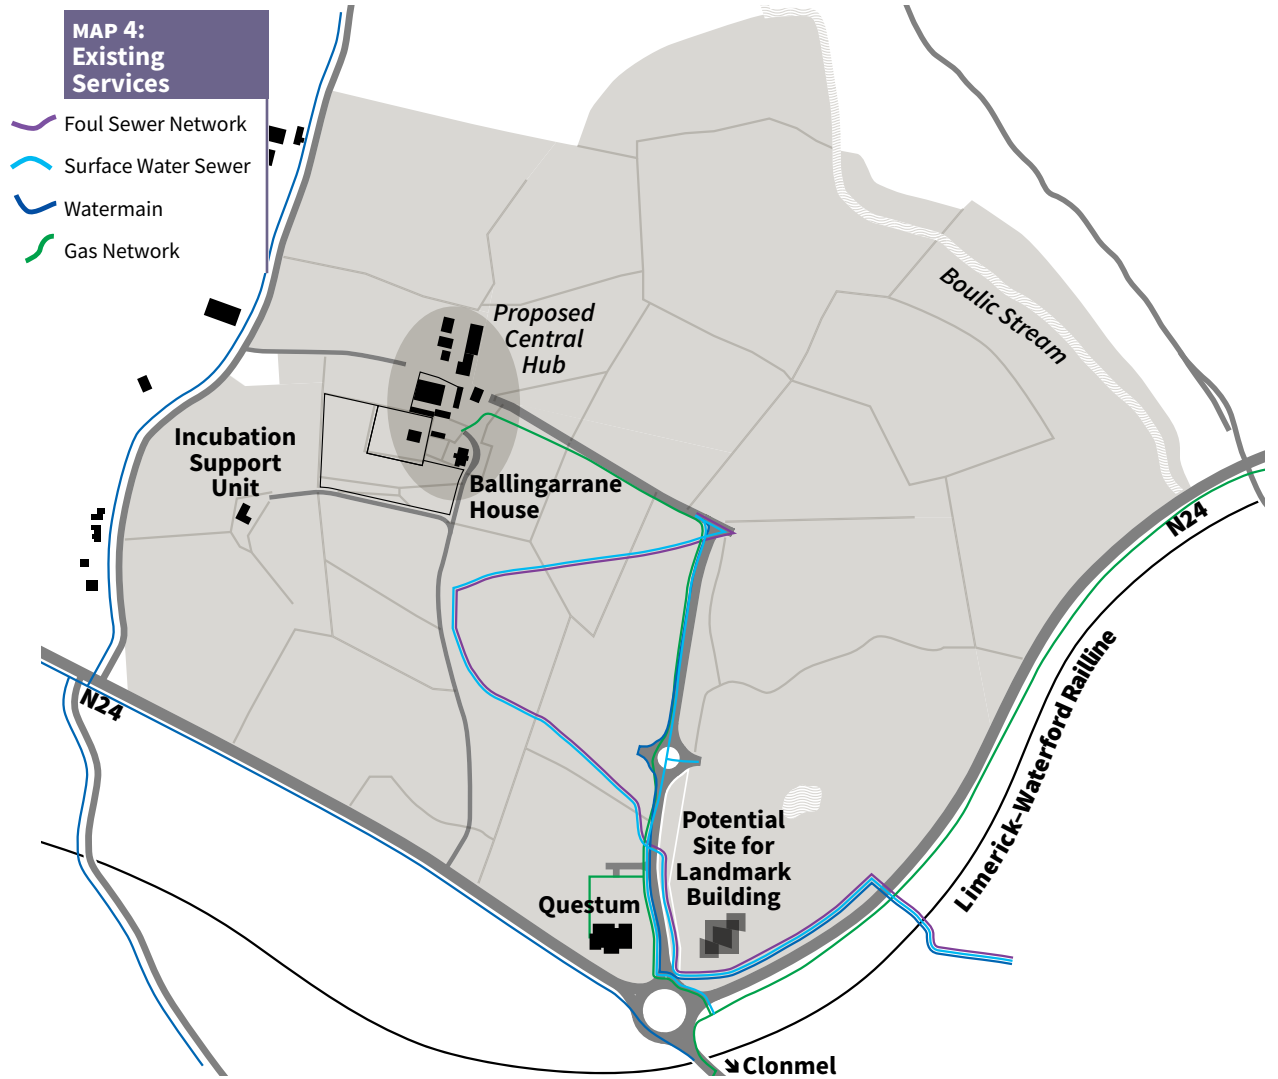 MAP 4:
Existing
Services
Foul Sewer Network
Surface Water Sewer
Watermain
Gas Network
Proposed
Central
Hub
Boulic Stream
Incubation
Support
Unit
Ballingarrane
House
N24
N24
Limerick–Waterford Railline
Potential
Site for
Landmark
Building
Questum
Clonmel